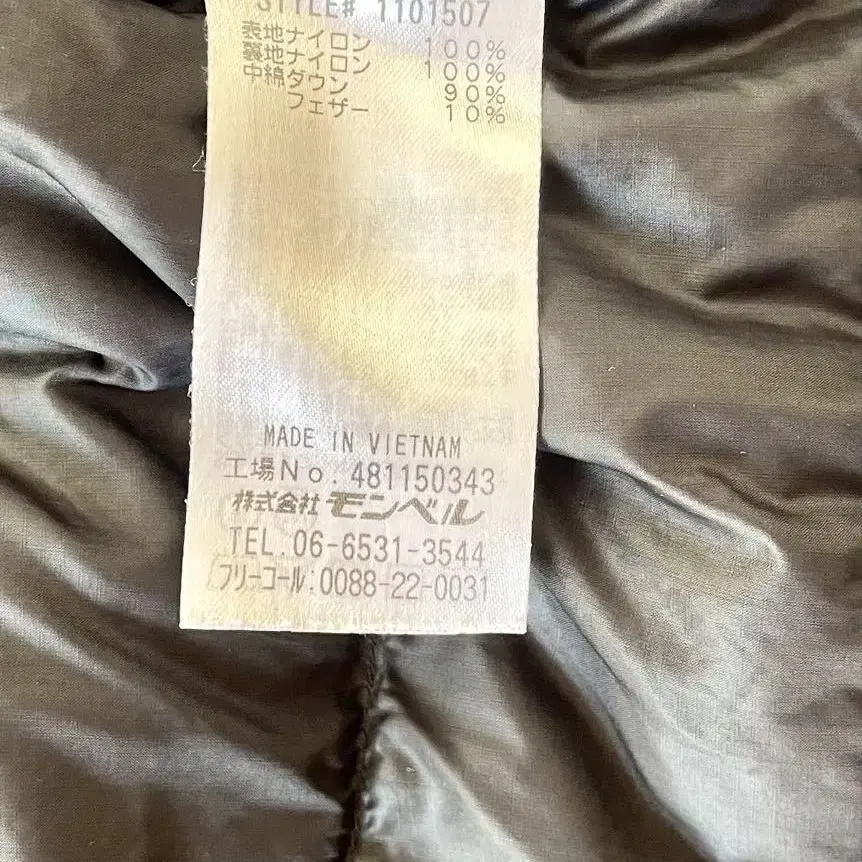 STYLE# 1101507
表地ナイロン 100%
裏地ナイロン 100%
中綿ダウン 90%
フェザー 10%
MADE IN VIETNAM
工場No. 481150343
株式会社モンベル
TEL.06-6531-3544
フリーコール:0088-22-0031